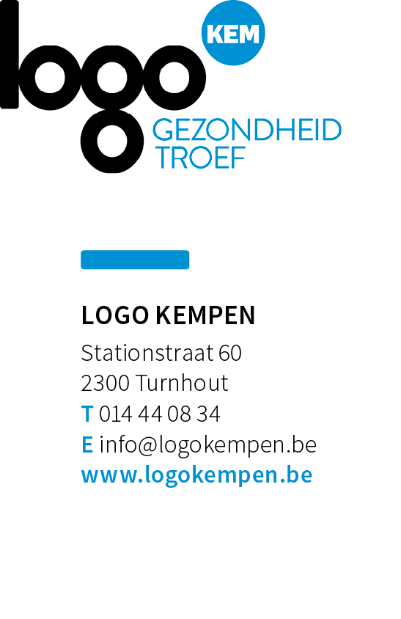 logo KEM
GEZONDHEID
TROEF
LOGO KEMPEN
Stationstraat 60
2300 Turnhout
T 014 44 08 34
E info@logokempen.be
www.logokempen.be